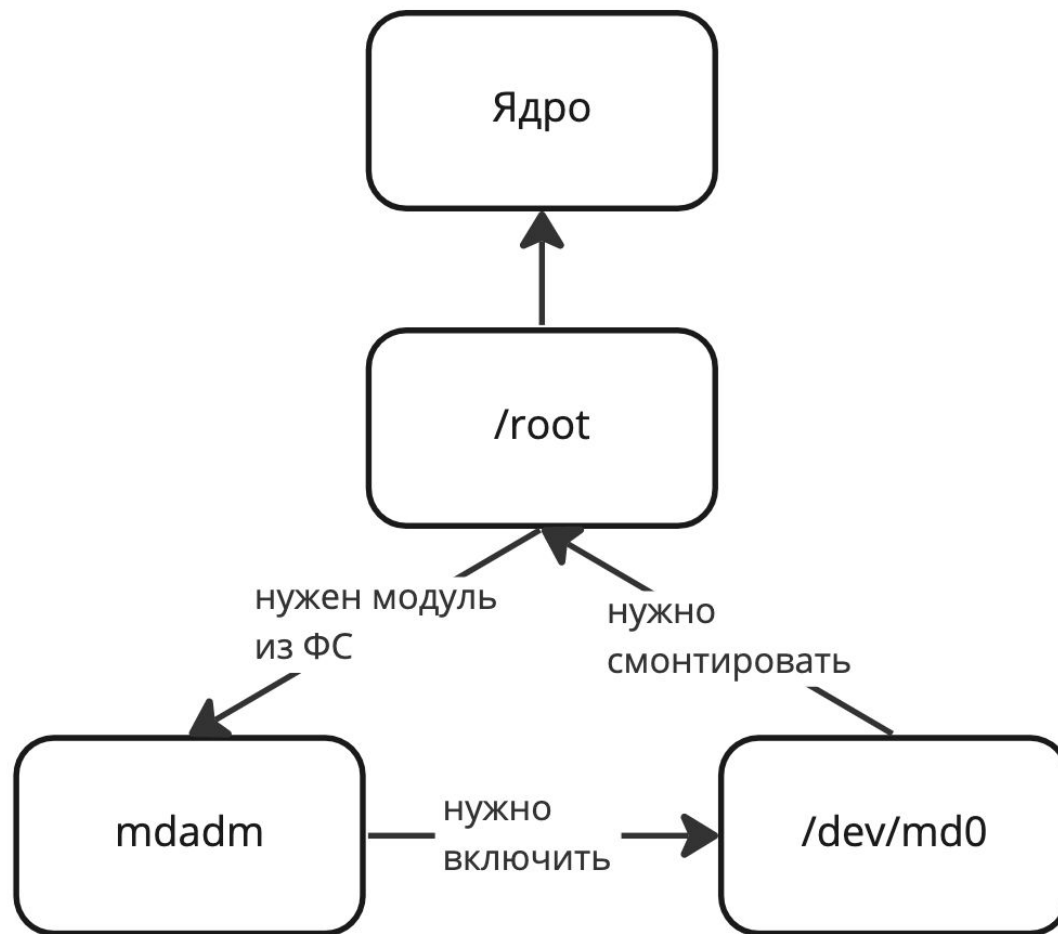 Ядро
/root
нужен модуль
из ФС
нужно
смонтировать
mdadm
нужно
включить
/dev/md0